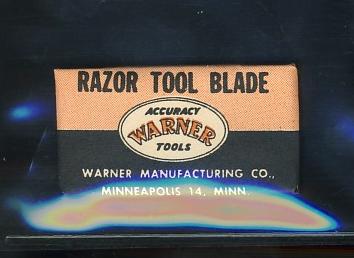 RAZOR TOOL BLADE
ACCURACY
WARNER
TOOLS
WARNER MANUFACTURING CO.,
MINNEAPOLIS 14, MINN.